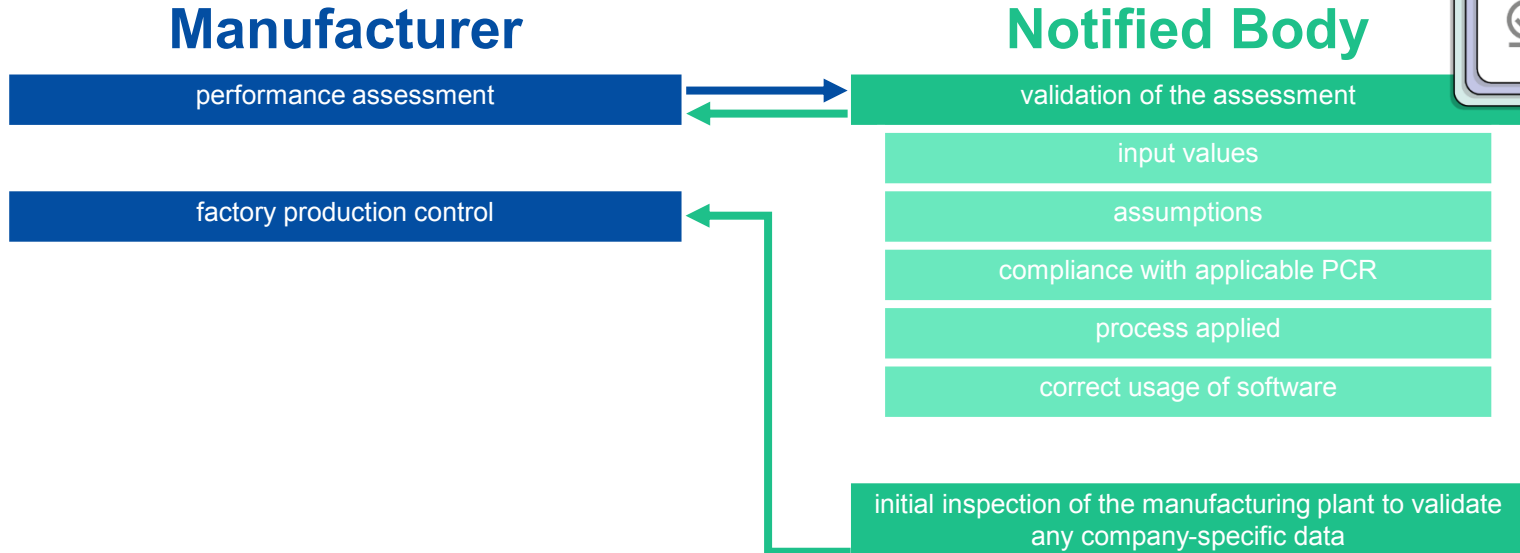 Manufacturer
Notified Body
performance assessment
validation of the assessment
input values
factory production control
assumptions
compliance with applicable PCR
process applied
correct usage of software
initial inspection of the manufacturing plant to validate
any company-specific data